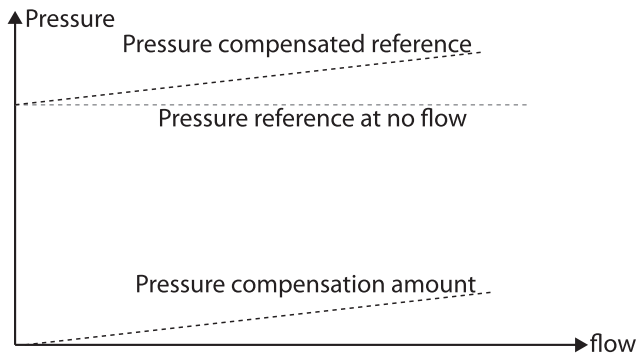 Pressure
Pressure compensated reference
Pressure reference at no flow
Pressure compensation amount
flow